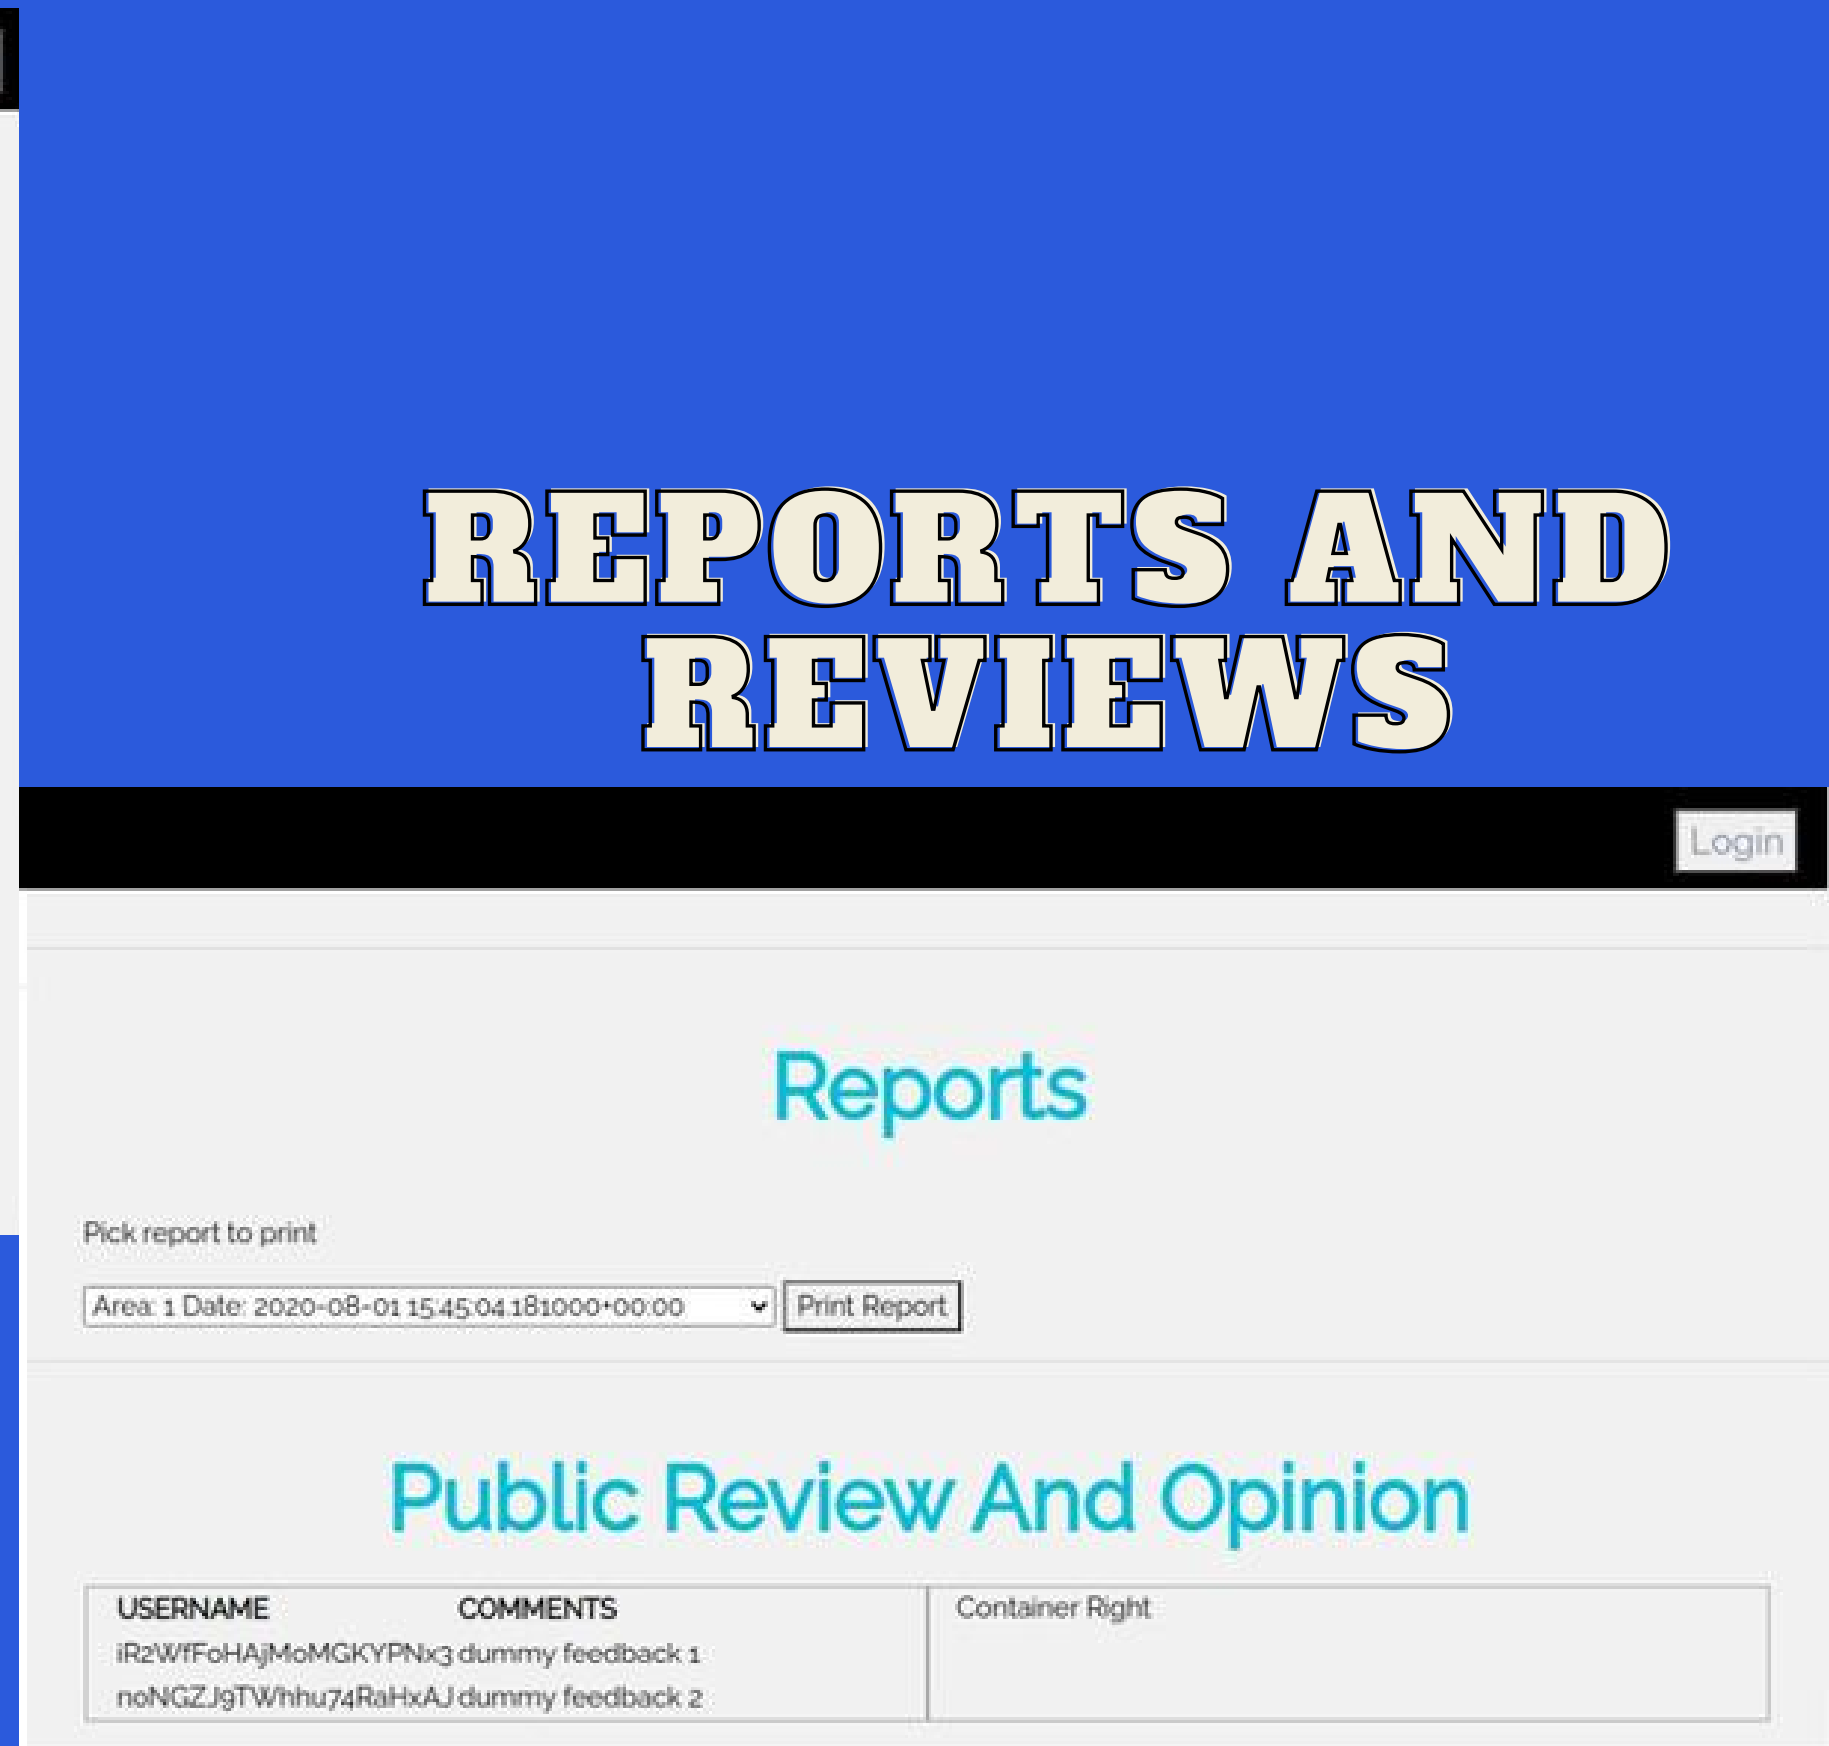 REPORTS AND
REVIEWS
Login
Reports
Pick report to print
Area: 1 Date: 2020-08-01 15:45:04.181000+00:00
Print Report
Public Review And Opinion
USERNAME COMMENTS Container Right
iR2WfFoHAjMoMGKYPNx3 dummy feedback 1
noNGZJ9TWhhu74RaHxAJ dummy feedback 2